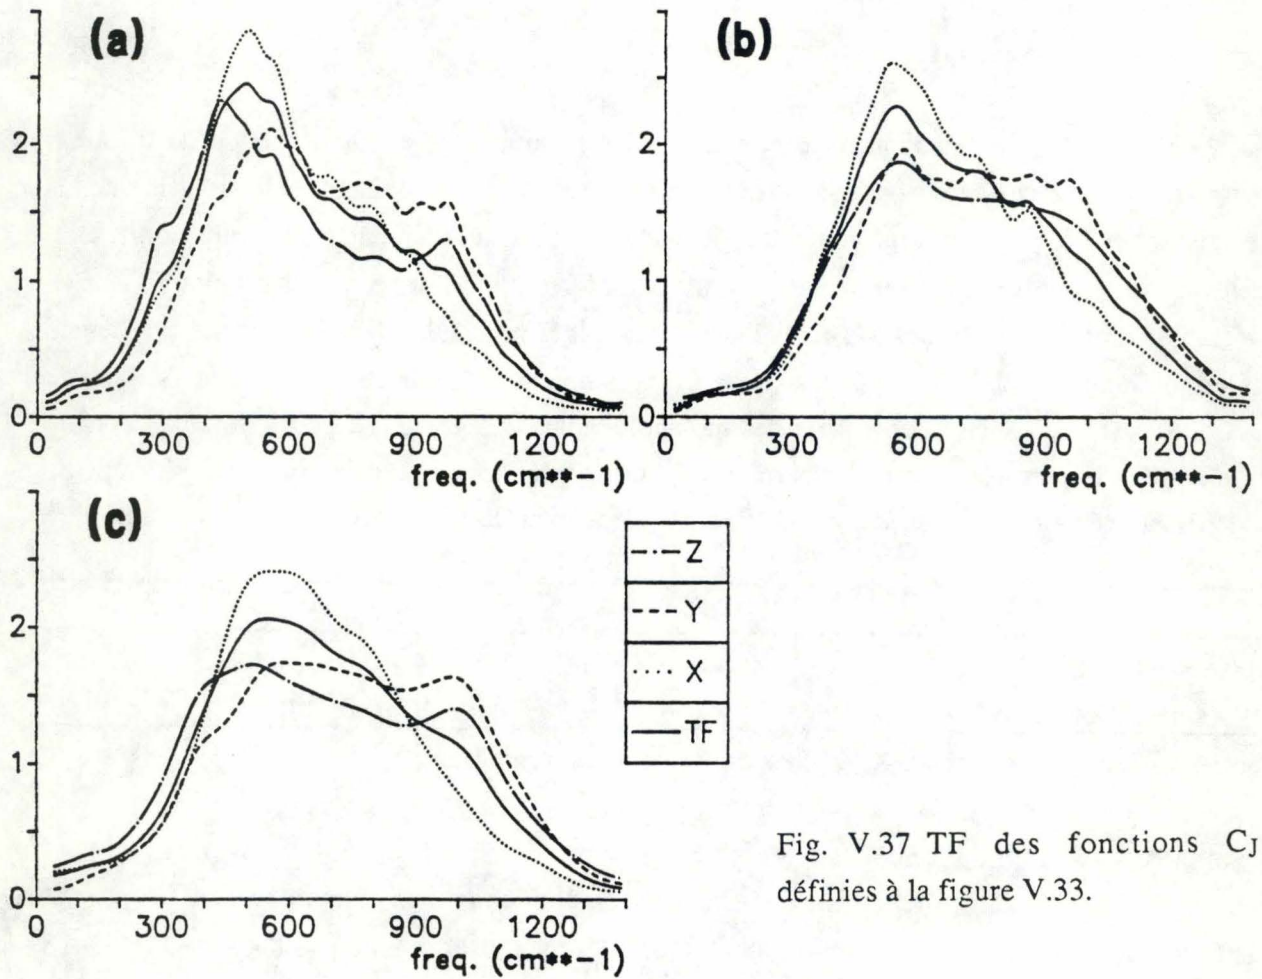 (a)
2
1
0
0 300 600 900 1200
freq. (cm**-1)
(b)
2
1
0
0 300 600 900 1200
freq. (cm**-1)
(c)
2
1
0
0 300 600 900 1200
freq. (cm**-1)
Z
Y
X
TF
Fig. V.37 TF des fonctions CJ
définies à la figure V.33.